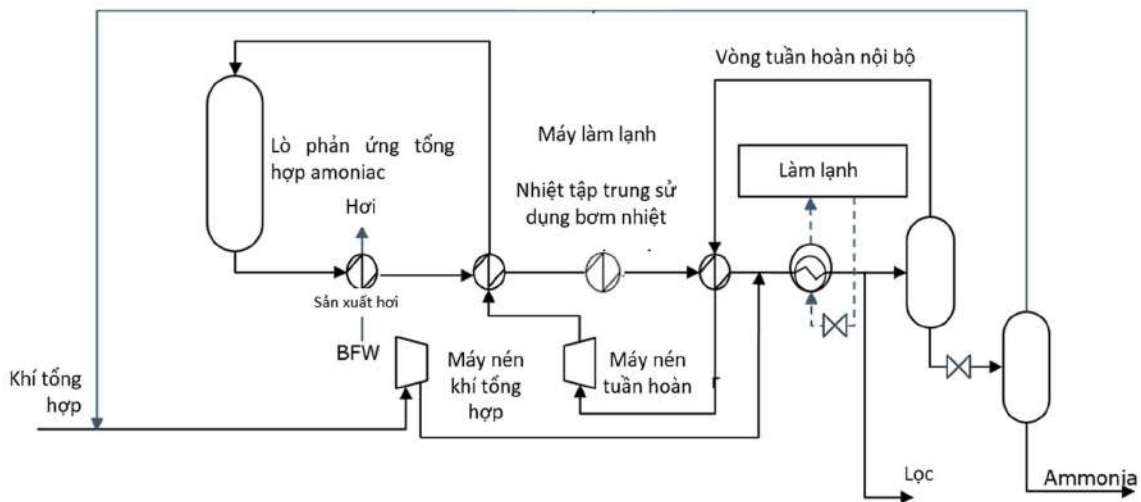 Vòng tuần hoàn nội bộ
Lò phản ứng tổng
hợp amoniac
Máy làm lạnh
Làm lạnh
Nhiệt tập trung sử
dụng bơm nhiệt
Hơi
Sản xuất hơi
BFW
Máy nén
khí tổng
hợp
Máy nén
tuần hoàn
Khí tổng
hợp
Lọc
Ammonia